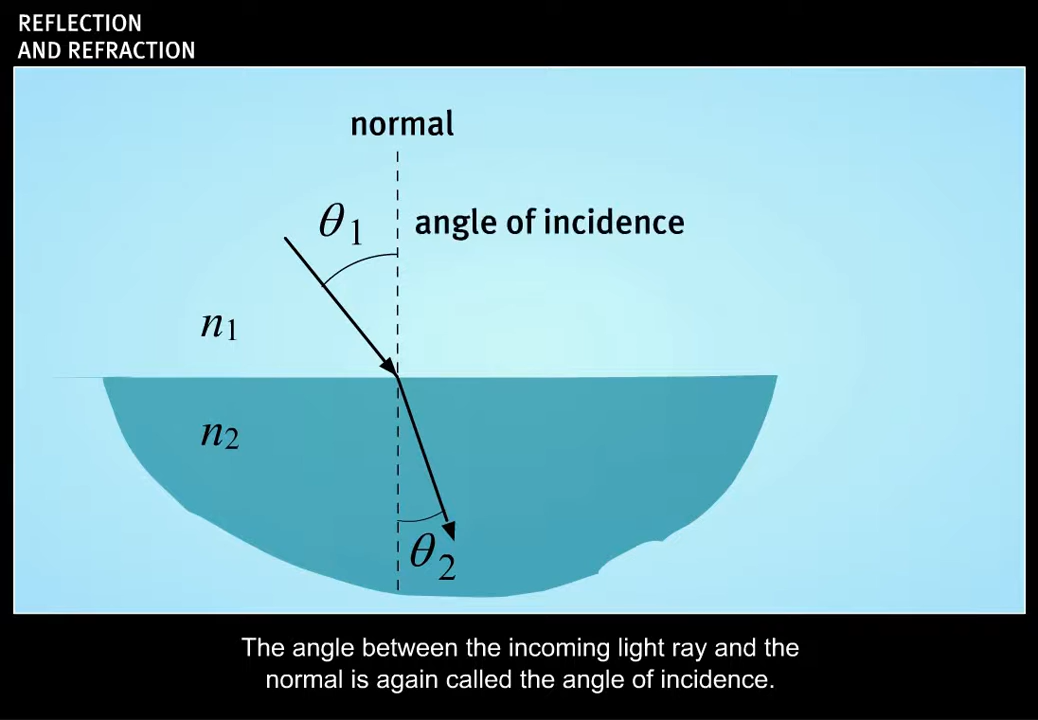 REFLECTION
AND REFRACTION
normal
θ1
angle of incidence
n1
n2
θ2
The angle between the incoming light ray and the
normal is again called the angle of incidence.